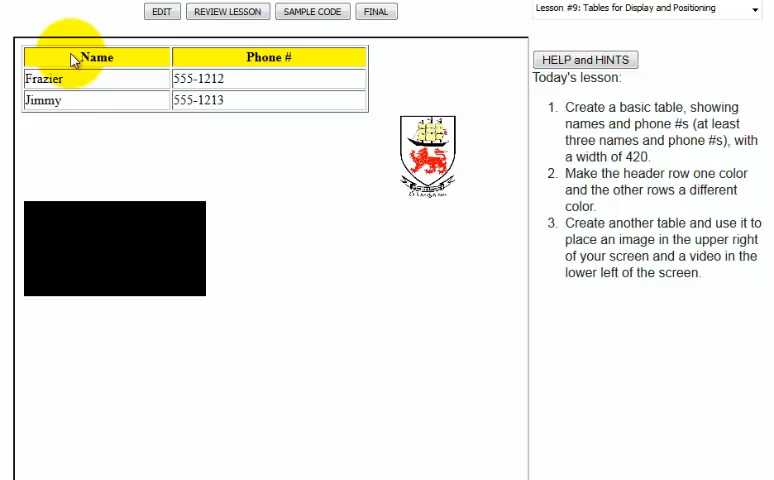 EDIT REVIEW LESSON SAMPLE CODE FINAL
Lesson #9: Tables for Display and Positioning
Name Phone #
Frazier 555-1212
Jimmy 555-1213
HELP and HINTS
Today's lesson:
1. Create a basic table, showing
names and phone #s (at least
three names and phone #s), with
a width of 420.
2. Make the header row one color
and the other rows a different
color.
3. Create another table and use it to
place an image in the upper right
of your screen and a video in the
lower left of the screen.